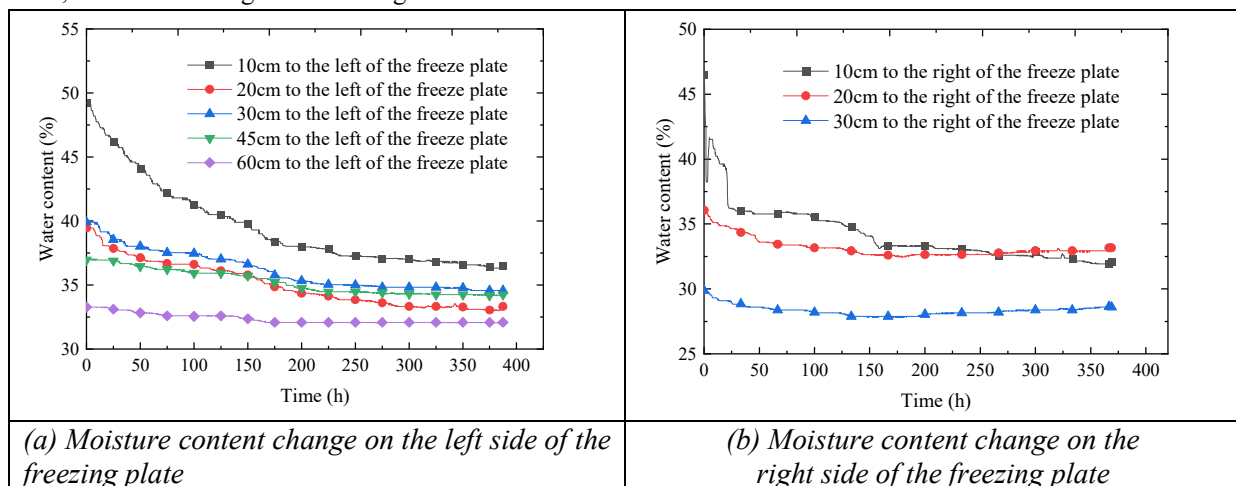 55
50
45
40
35
30
Water content (%)
10cm to the left of the freeze plate
20cm to the left of the freeze plate
30cm to the left of the freeze plate
45cm to the left of the freeze plate
60cm to the left of the freeze plate
0 50 100 150 200 250 300 350 400
Time (h)
50
45
40
35
30
25
Water content (%)
10cm to the right of the freeze plate
20cm to the right of the freeze plate
30cm to the right of the freeze plate
0 50 100 150 200 250 300 350 400
Time (h)
(a) Moisture content change on the left side of the
freezing plate
(b) Moisture content change on the
right side of the freezing plate